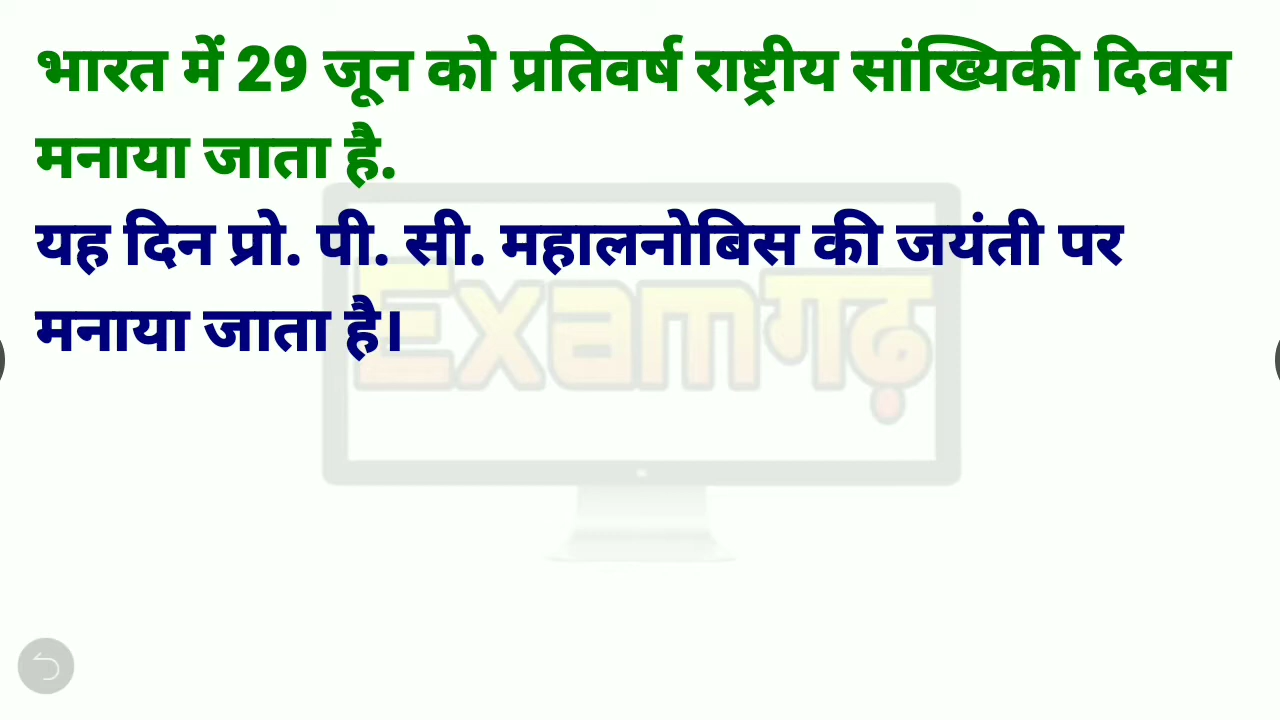 भारत में 29 जून को प्रतिवर्ष राष्ट्रीय सांख्यिकी दिवस
मनाया जाता है.
यह दिन प्रो. पी. सी. महालनोबिस की जयंती पर
मनाया जाता है।
Examगढ़